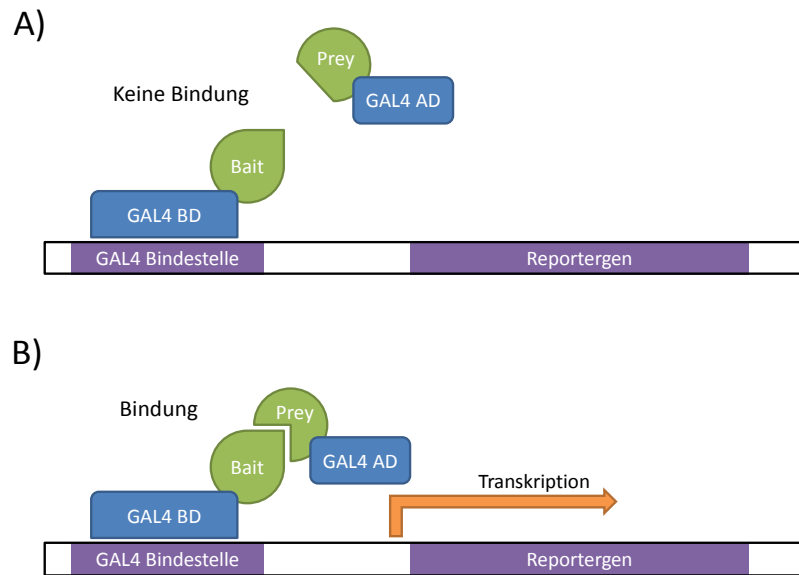 A)
Prey
Keine Bindung
GAL4 AD
Bait
GAL4 BD
GAL4 Bindestelle
Reportergen
B)
Bindung
Prey
Bait
GAL4 AD
Transkription
GAL4 BD
GAL4 Bindestelle
Reportergen